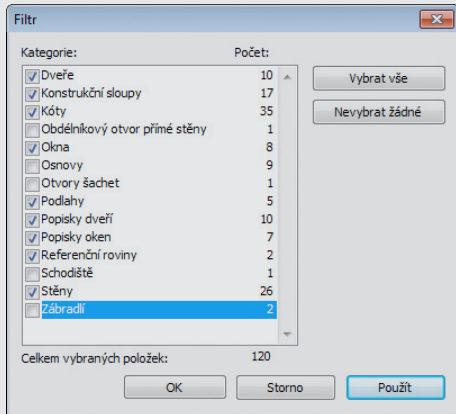 Filtr
Kategorie: Počet:
Dveře 10
Konstrukční sloupy 17
Kóty 35
Obdélníkový otvor přímé stěny 1
Okna 8
Osnovy 9
Otvory šachet 1
Podlahy 5
Popisky dveří 10
Popisky oken 7
Referenční roviny 2
Schodiště 1
Stěny 26
Zábradlí 2
Celkem vybraných položek: 120
Vybrat vše
Nevybrat žádné
OK Storno Použít